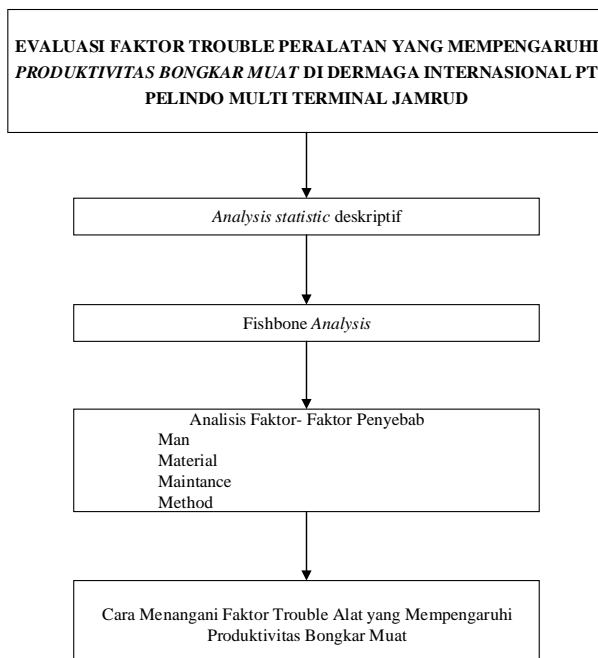 EVALUASI FAKTOR TROUBLE PERALATAN YANG MEMPENGARUHI
PRODUKTIVITAS BONGKAR MUAT DI DERMAGA INTERNASIONAL PT
PELINDO MULTI TERMINAL JAMRUD
Analysis statistic deskriptif
Fishbone Analysis
Analisis Faktor- Faktor Penyebab
Man
Material
Maintance
Method
Cara Menangani Faktor Trouble Alat yang Mempengaruhi
Produktivitas Bongkar Muat